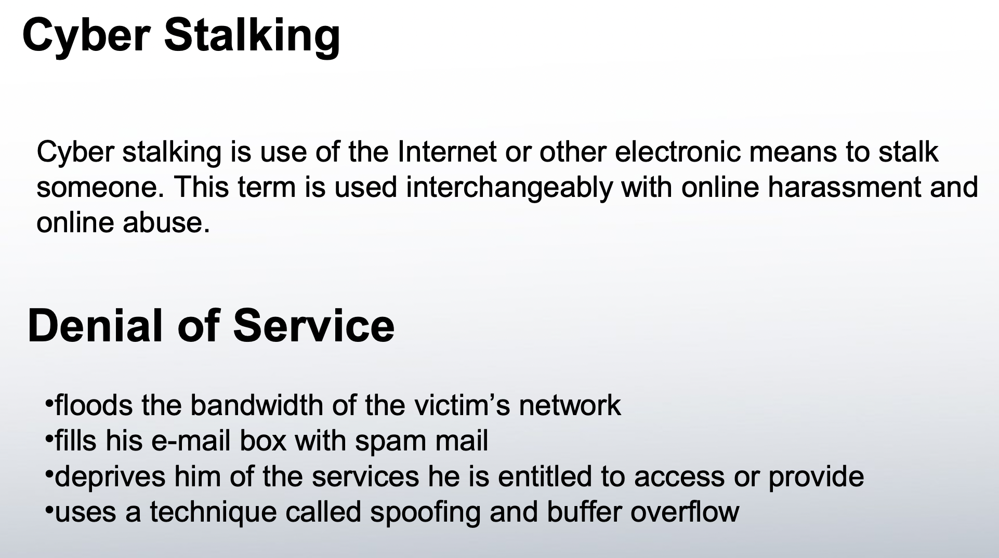 Cyber Stalking
Cyber stalking is use of the Internet or other electronic means to stalk
someone. This term is used interchangeably with online harassment and
online abuse.
Denial of Service
•floods the bandwidth of the victim’s network
•fills his e-mail box with spam mail
•deprives him of the services he is entitled to access or provide
•uses a technique called spoofing and buffer overflow